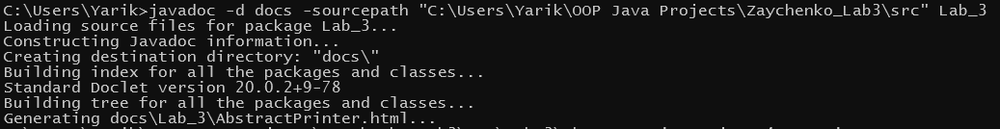 C:\Users\Yarik>javadoc -d docs -sourcepath "C:\Users\Yarik\OOP Java Projects\Zaychenko_Lab3\src" Lab_3
Loading source files for package Lab_3...
Constructing Javadoc information...
Creating destination directory: "docs\"
Building index for all the packages and classes...
Standard Doclet version 20.0.2+9-78
Building tree for all the packages and classes...
Generating docs\Lab_3\AbstractPrinter.html...